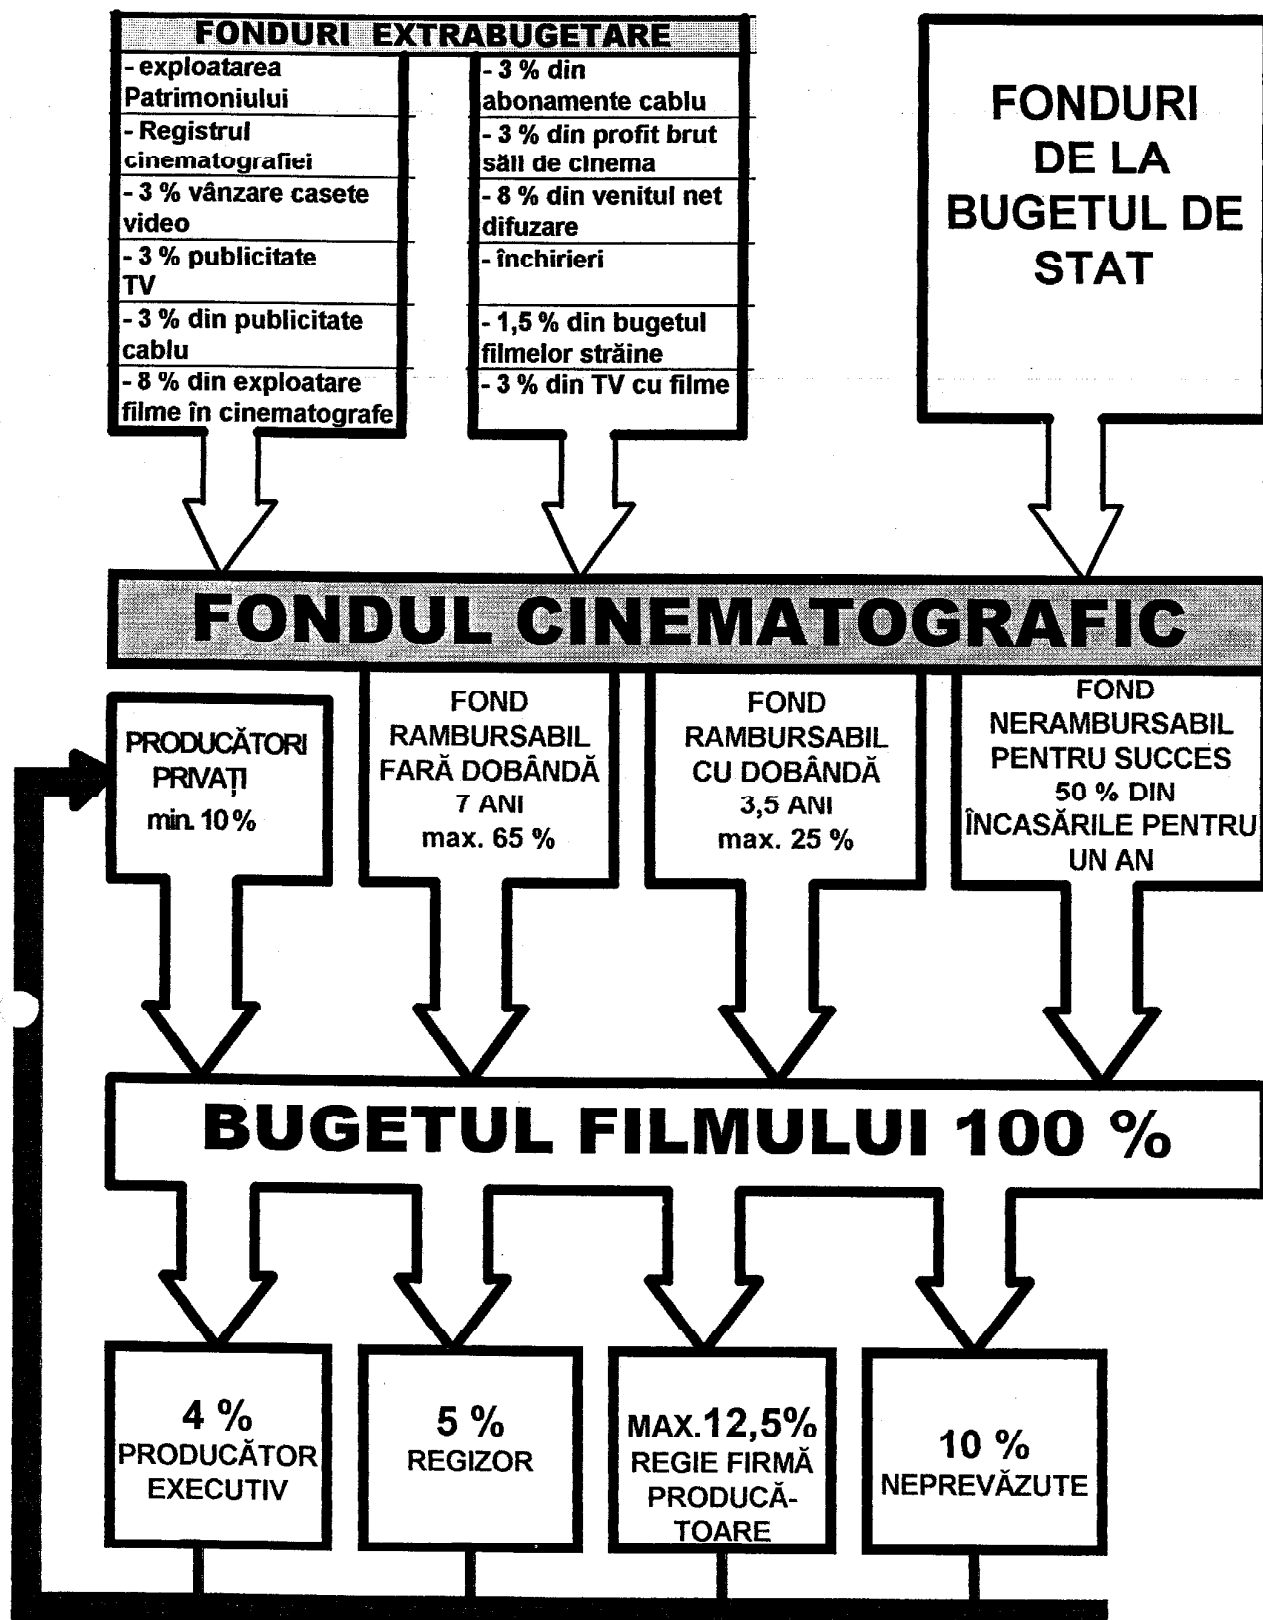 FONDURI EXTRABUGETARE
- exploatarea
Patrimoniului
- Registrul
cinematografiei
- 3 % vânzare casete
video
- 3 % publicitate
TV
- 3 % din publicitate
cablu
- 8 % din exploatare
filme în cinematografe
- 3 % din
abonamente cablu
- 3 % din profit brut
săli de cinema
- 8 % din venitul net
difuzare
- închirieri
- 1,5 % din bugetul
filmelor străine
- 3 % din TV cu filme
FONDURI
DE LA
BUGETUL DE
STAT
FONDUL CINEMATOGRAFIC
PRODUCĂTORI
PRIVAȚI
min. 10 %
FOND
RAMBURSABIL
FARĂ DOBÂNDĂ
7 ANI
max. 65 %
FOND
RAMBURSABIL
CU DOBÂNDĂ
3,5 ANI
max. 25 %
FOND
NERAMBURSABIL
PENTRU SUCCES
50 % DIN
ÎNCASĂRILE PENTRU
UN AN
BUGETUL FILMULUI 100 %
4 %
PRODUCĂTOR
EXECUTIV
5 %
REGIZOR
MAX.12,5%
REGIE FIRMĂ
PRODUCĂ-
TOARE
10 %
NEPREVĂZUTE